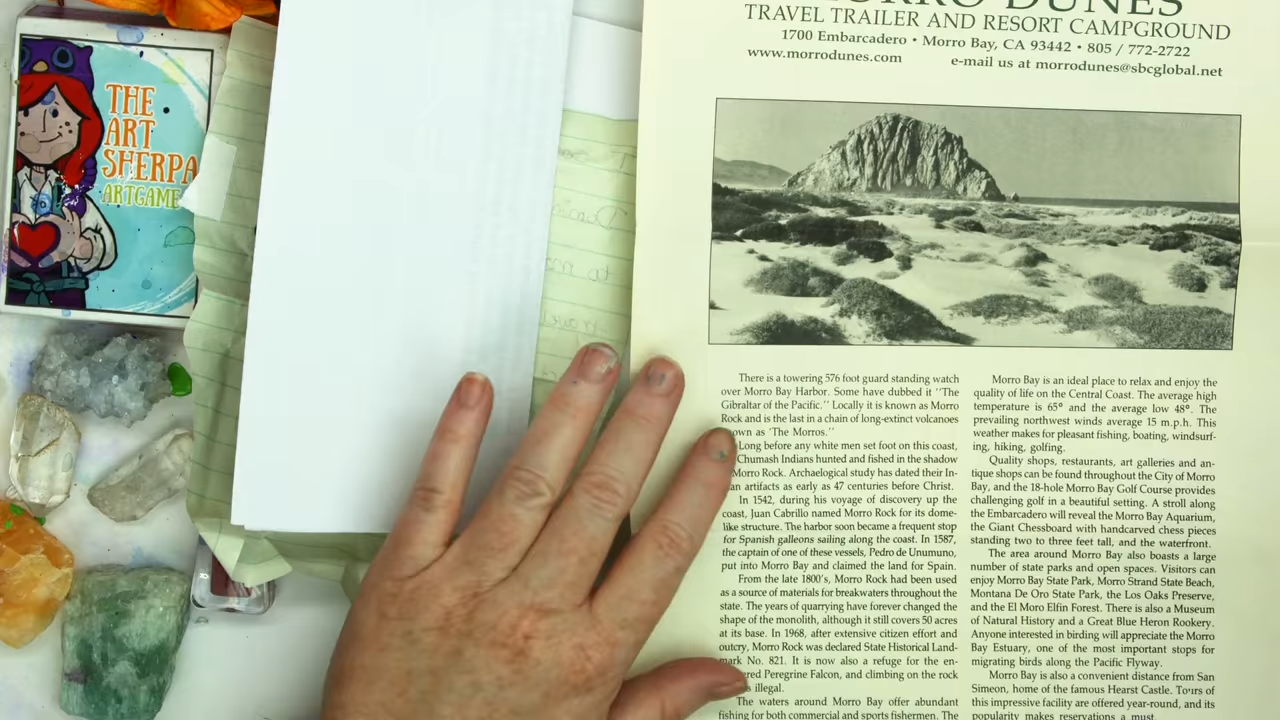 THE
ART
SHERPA
ARTGAME
DUNES
TRAVEL TRAILER AND RESORT CAMPGROUND
1700 Embarcadero • Morro Bay, CA 93442 • 805 / 772-2722
www.morrodunes.com e-mail us at morrodunes@sbcglobal.net
There is a towering 576 foot guard standing watch
over Morro Bay Harbor. Some have dubbed it "The
Gibraltar of the Pacific." Locally it is known as Morro
Rock and is the last in a chain of long-extinct volcanoes
as 'The Morros."
Long before any white men set foot on this coast,
Chumash Indians hunted and fished in the shadow
Morro Rock. Archaelogical study has dated their In-
an artifacts as early as 47 centuries before Christ.
In 1542, during his voyage of discovery up the
coast, Juan Cabrillo named Morro Rock for its dome-
like structure. The harbor soon became a frequent stop
for Spanish galleons sailing along the coast. In 1587,
the captain of one of these vessels, Pedro de Unumuno,
put into Morro Bay and claimed the land for Spain.
From the late 1800's, Morro Rock had been used
as a source of materials for breakwaters throughout the
state. The years of quarrying have forever changed the
shape of the monolith, although it still covers 50 acres
at its base. In 1968, after extensive citizen effort and
outcry, Morro Rock was declared State Historical Land-
mark No. 821. It is now also a refuge for the en-
red Peregrine Falcon, and climbing on the rock
is illegal.
The waters around Morro Bay offer abundant
fishing for both commercial and sports fishermen. The
Morro Bay is an ideal place to relax and enjoy the
quality of life on the Central Coast. The average high
temperature is 65º and the average low 48º. The
prevailing northwest winds average 15 m.p.h. This
weather makes for pleasant fishing, boating, windsurf-
ing, hiking, golfing.
Quality shops, restaurants, art galleries and an-
tique shops can be found throughout the City of Morro
Bay, and the 18-hole Morro Bay Golf Course provides
challenging golf in a beautiful setting. A stroll along
the Embarcadero will reveal the Morro Bay Aquarium,
the Giant Chessboard with handcarved chess pieces
standing two to three feet tall, and the waterfront.
The area around Morro Bay also boasts a large
number of state parks and open spaces. Visitors can
enjoy Morro Bay State Park, Morro Strand State Beach,
Montana De Oro State Park, the Los Oaks Preserve,
and the El Moro Elfin Forest. There is also a Museum
of Natural History and a Great Blue Heron Rookery.
Anyone interested in birding will appreciate the Morro
Bay Estuary, one of the most important stops for
migrating birds along the Pacific Flyway.
Morro Bay is also a convenient distance from San
Simeon, home of the famous Hearst Castle. Tours of
this impressive facility are offered year-round, and its
popularity makes reservations a must.